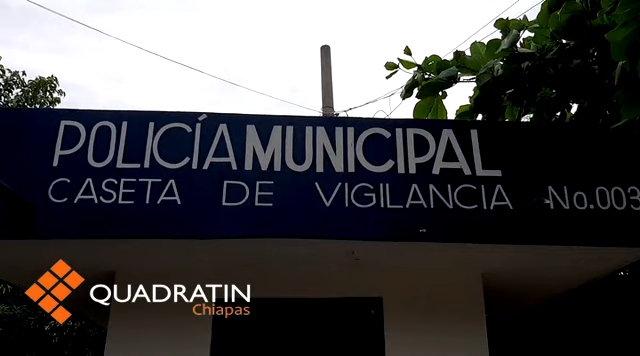 POLICÍA MUNICIPAL
CASETA DE VIGILANCIA No.003
QUADRATIN
Chiapas